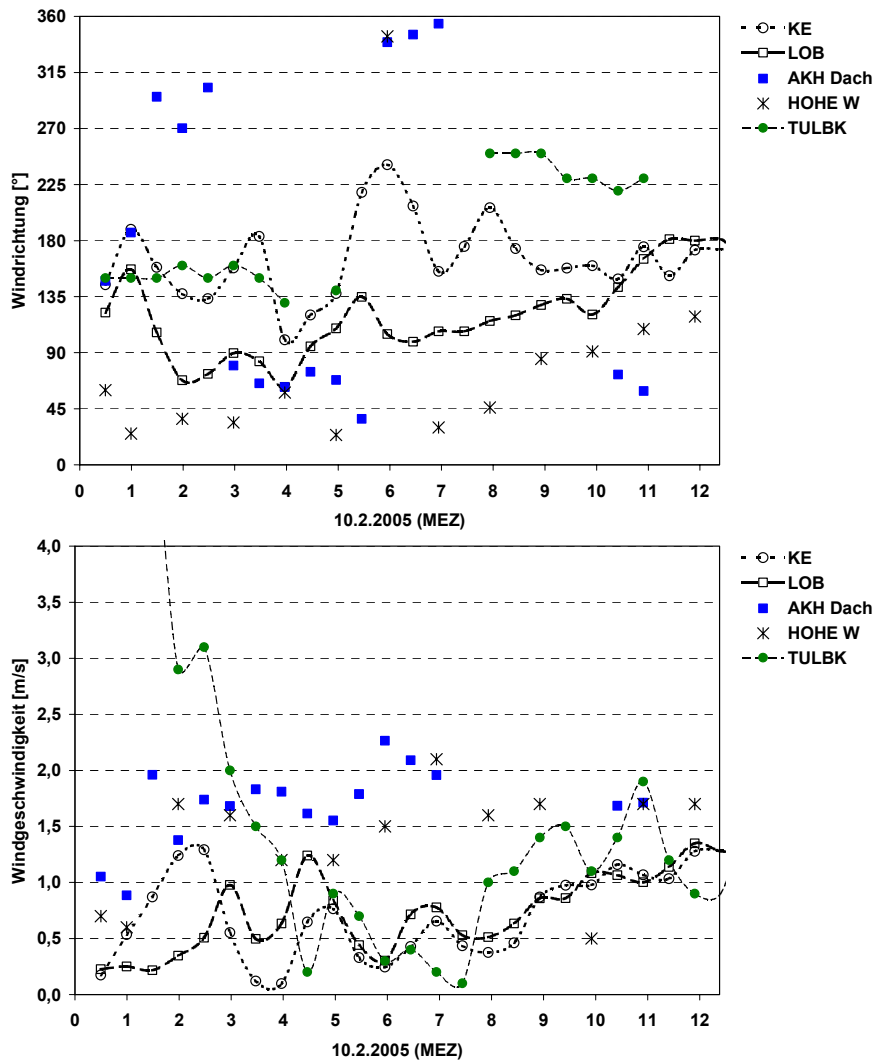 360
315
270
225
180
135
90
45
0
Windrichtung [°]
0 1 2 3 4 5 6 7 8 9 10 11 12
10.2.2005 (MEZ)
KE
LOB
AKH Dach
HOHE W
TULBK
4,0
3,5
3,0
2,5
2,0
1,5
1,0
0,5
0,0
Windgeschwindigkeit [m/s]
0 1 2 3 4 5 6 7 8 9 10 11 12
10.2.2005 (MEZ)
KE
LOB
AKH Dach
HOHE W
TULBK